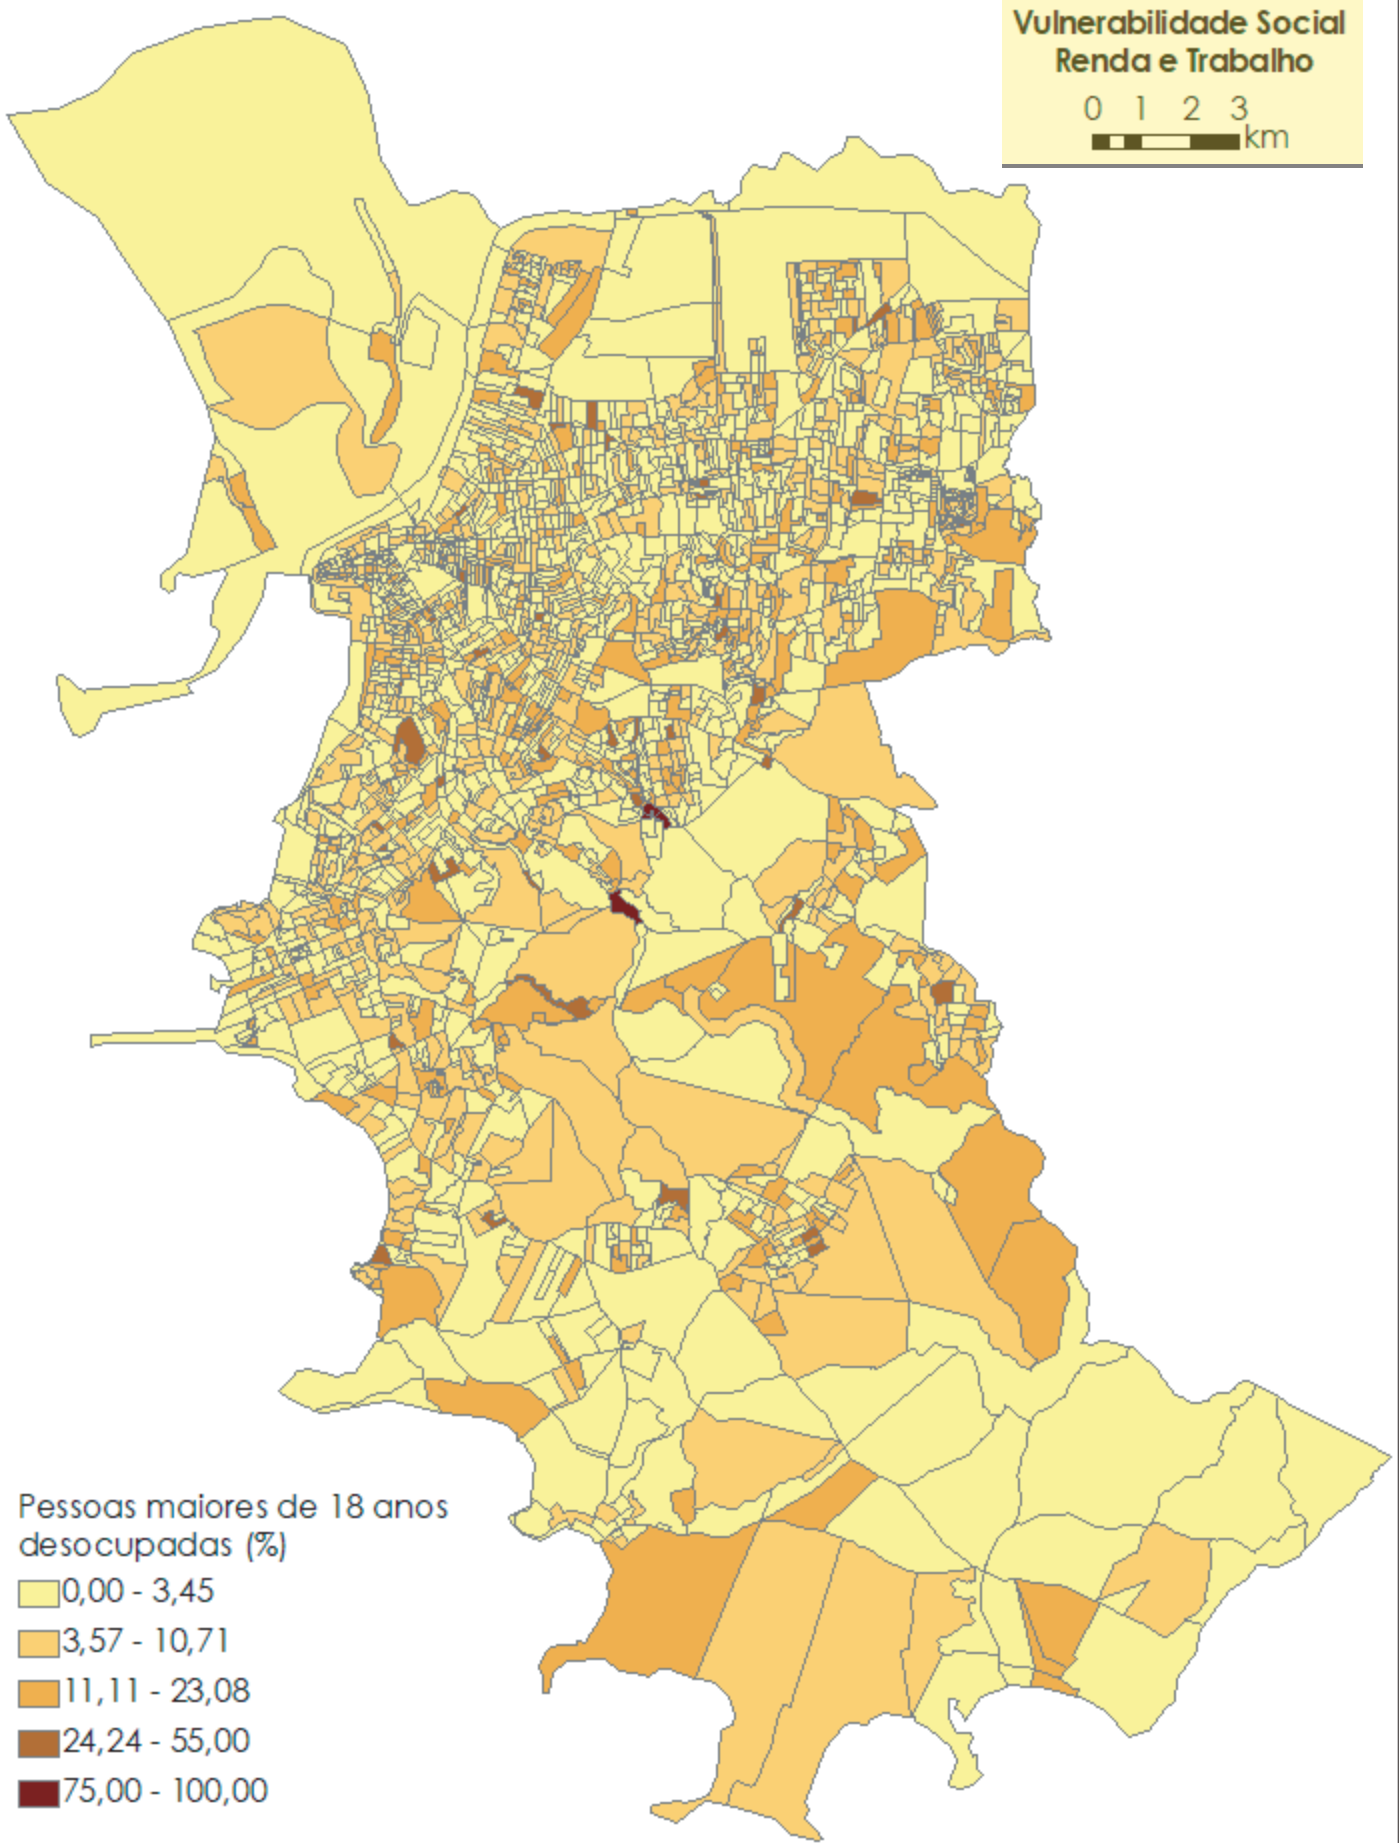 Vulnerabilidade Social
Renda e Trabalho
0 1 2 3
km
Pessoas maiores de 18 anos
desocupadas (%)
0,00 - 3,45
3,57 - 10,71
11,11 - 23,08
24,24 - 55,00
75,00 - 100,00